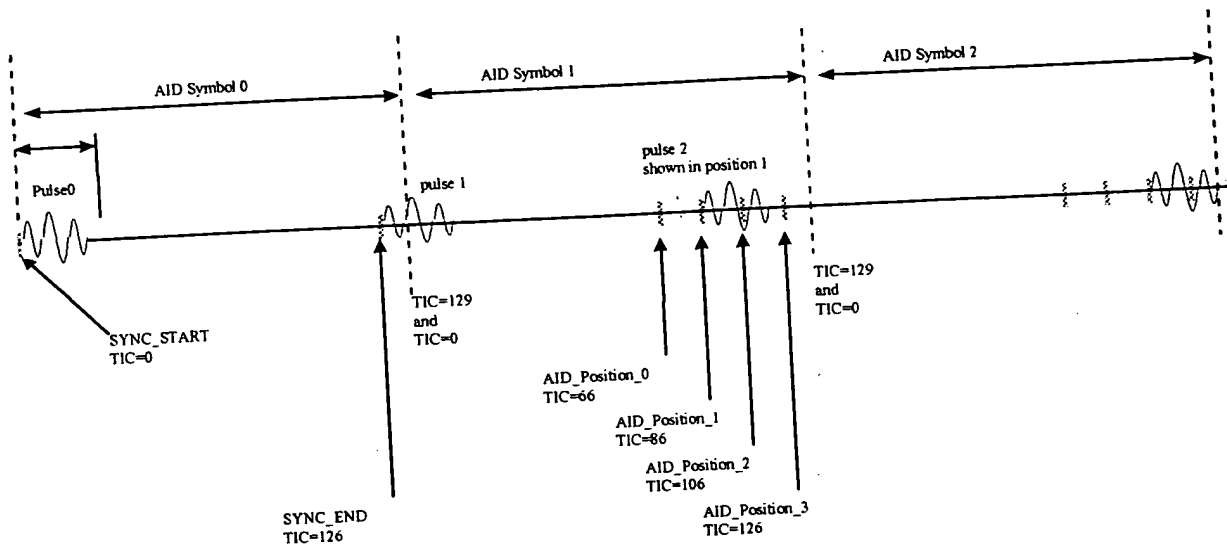 AID Symbol 0
AID Symbol 1
AID Symbol 2
Pulse0
pulse 1
pulse 2
shown in position 1
SYNC_START
TIC=0
TIC=129
and
TIC=0
TIC=129
and
TIC=0
AID_Position_0
TIC=66
AID_Position_1
TIC=86
AID_Position_2
TIC=106
AID_Position_3
TIC=126
SYNC_END
TIC=126